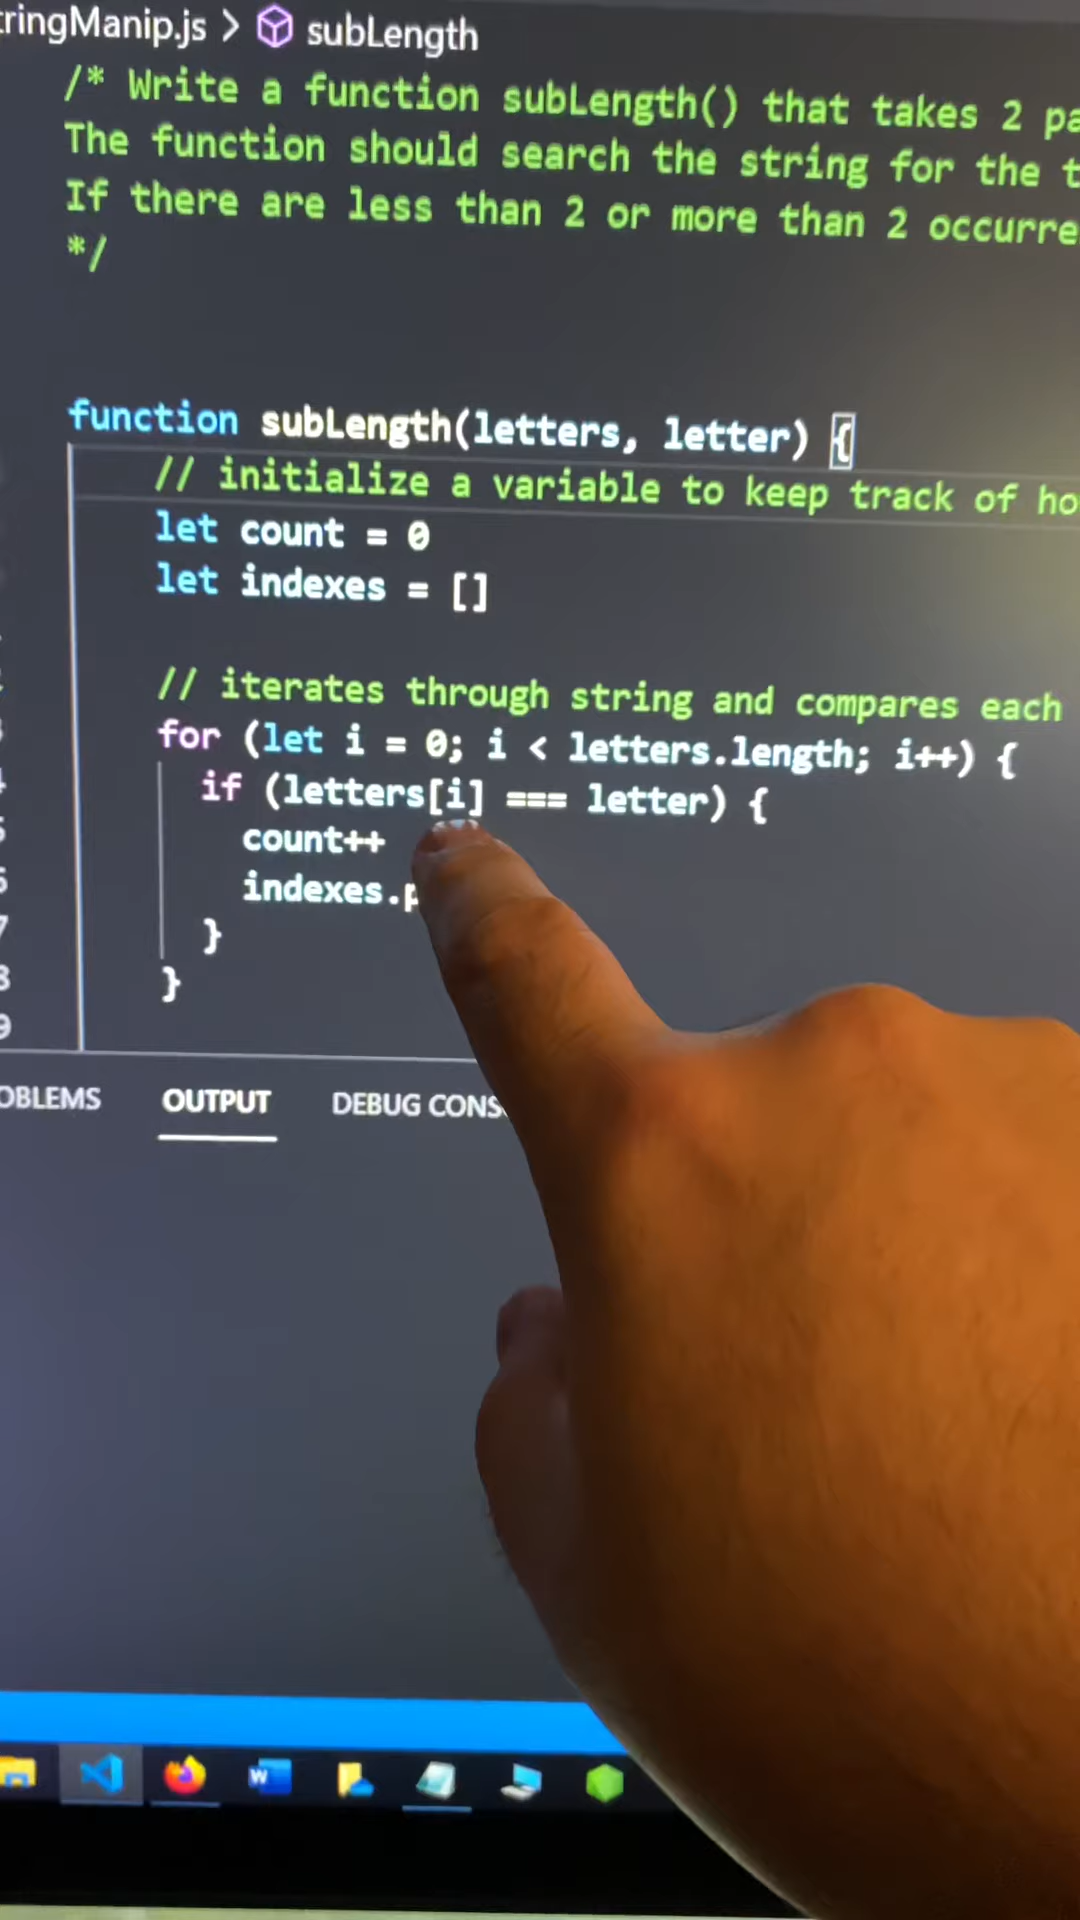 ringManip.js > subLength
/* Write a function subLength() that takes 2 pa
The function should search the string for the t
If there are less than 2 or more than 2 occurre
*/
function subLength(letters, letter) {
// initialize a variable to keep track of ho
let count = 0
let indexes = []
// iterates through string and compares each
for (let i = 0; i < letters.length; i++) {
if (letters[i] === letter) {
count++
indexes.p
}
}
OBLEMS OUTPUT DEBUG CONS
W